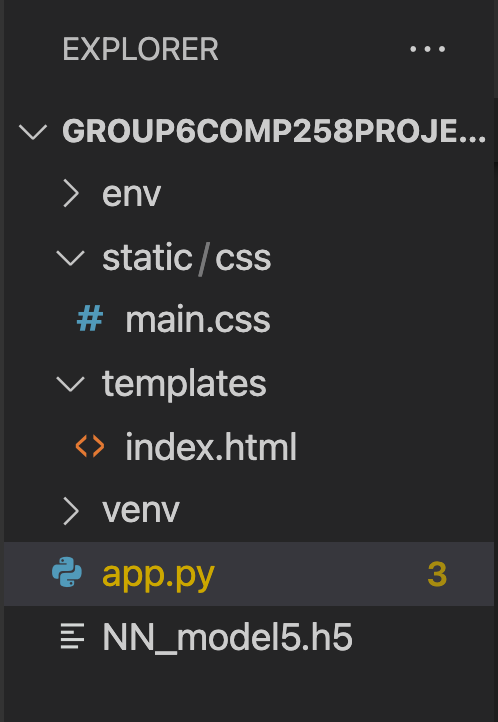 EXPLORER ...
GROUP6COMP258PROJE...
env
static/css
# main.css
templates
<> index.html
venv
app.py 3
NN_model5.h5